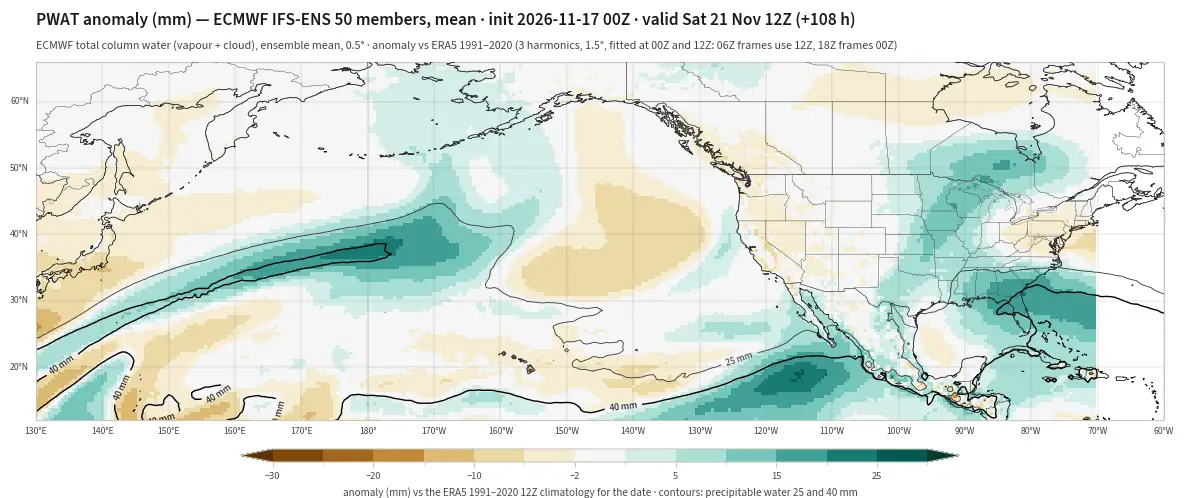 PWAT anomaly (mm) — ECMWF IFS-ENS 50 members, mean · init 2026-11-17 00Z · valid Sat 21 Nov 12Z (+108 h)
ECMWF total column water (vapour + cloud), ensemble mean, 0.5° · anomaly vs ERA5 1991–2020 (3 harmonics, 1.5°, fitted at 00Z and 12Z: 06Z frames use 12Z, 18Z frames 00Z)
60°N
50°N
40°N
30°N
20°N
25 mm
40 mm
40 mm
40 mm
40 mm
mm
mm
130°E 140°E 150°E 160°E 170°E 180° 170°W 160°W 150°W 140°W 130°W 120°W 110°W 100°W 90°W 80°W 70°W 60°W
−30 −20 −10 −2 5 15 25
anomaly (mm) vs the ERA5 1991–2020 12Z climatology for the date · contours: precipitable water 25 and 40 mm